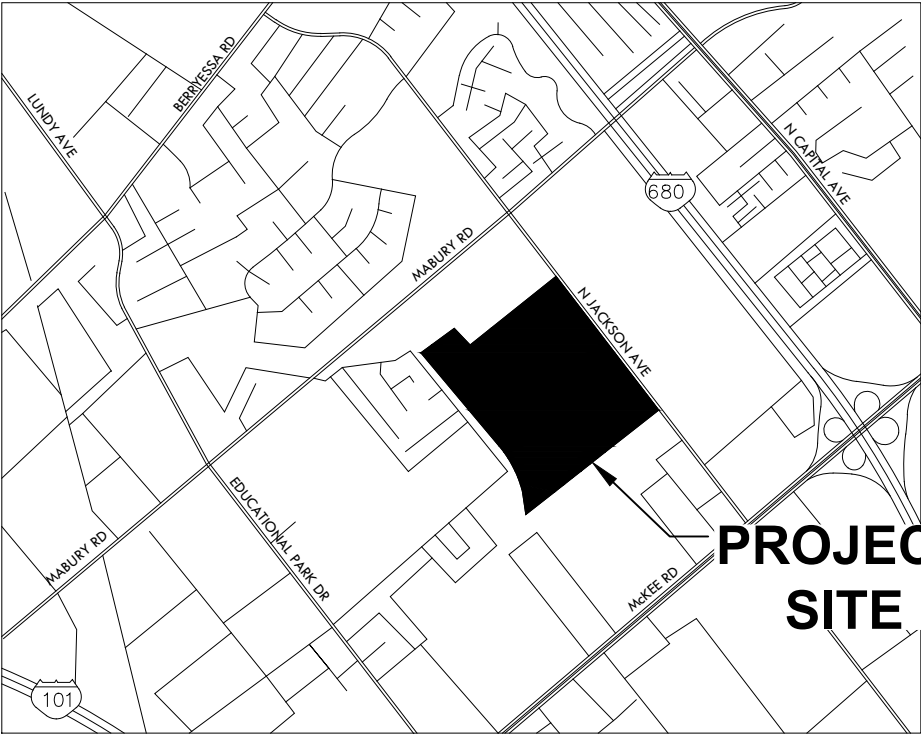 BERRYESSA RD
LUNDY AVE
N CAPITAL AVE
680
MABURY RD
N JACKSON AVE
EDUCATIONAL PARK DR
MABURY RD
McKEE RD
PROJEC
SITE
101